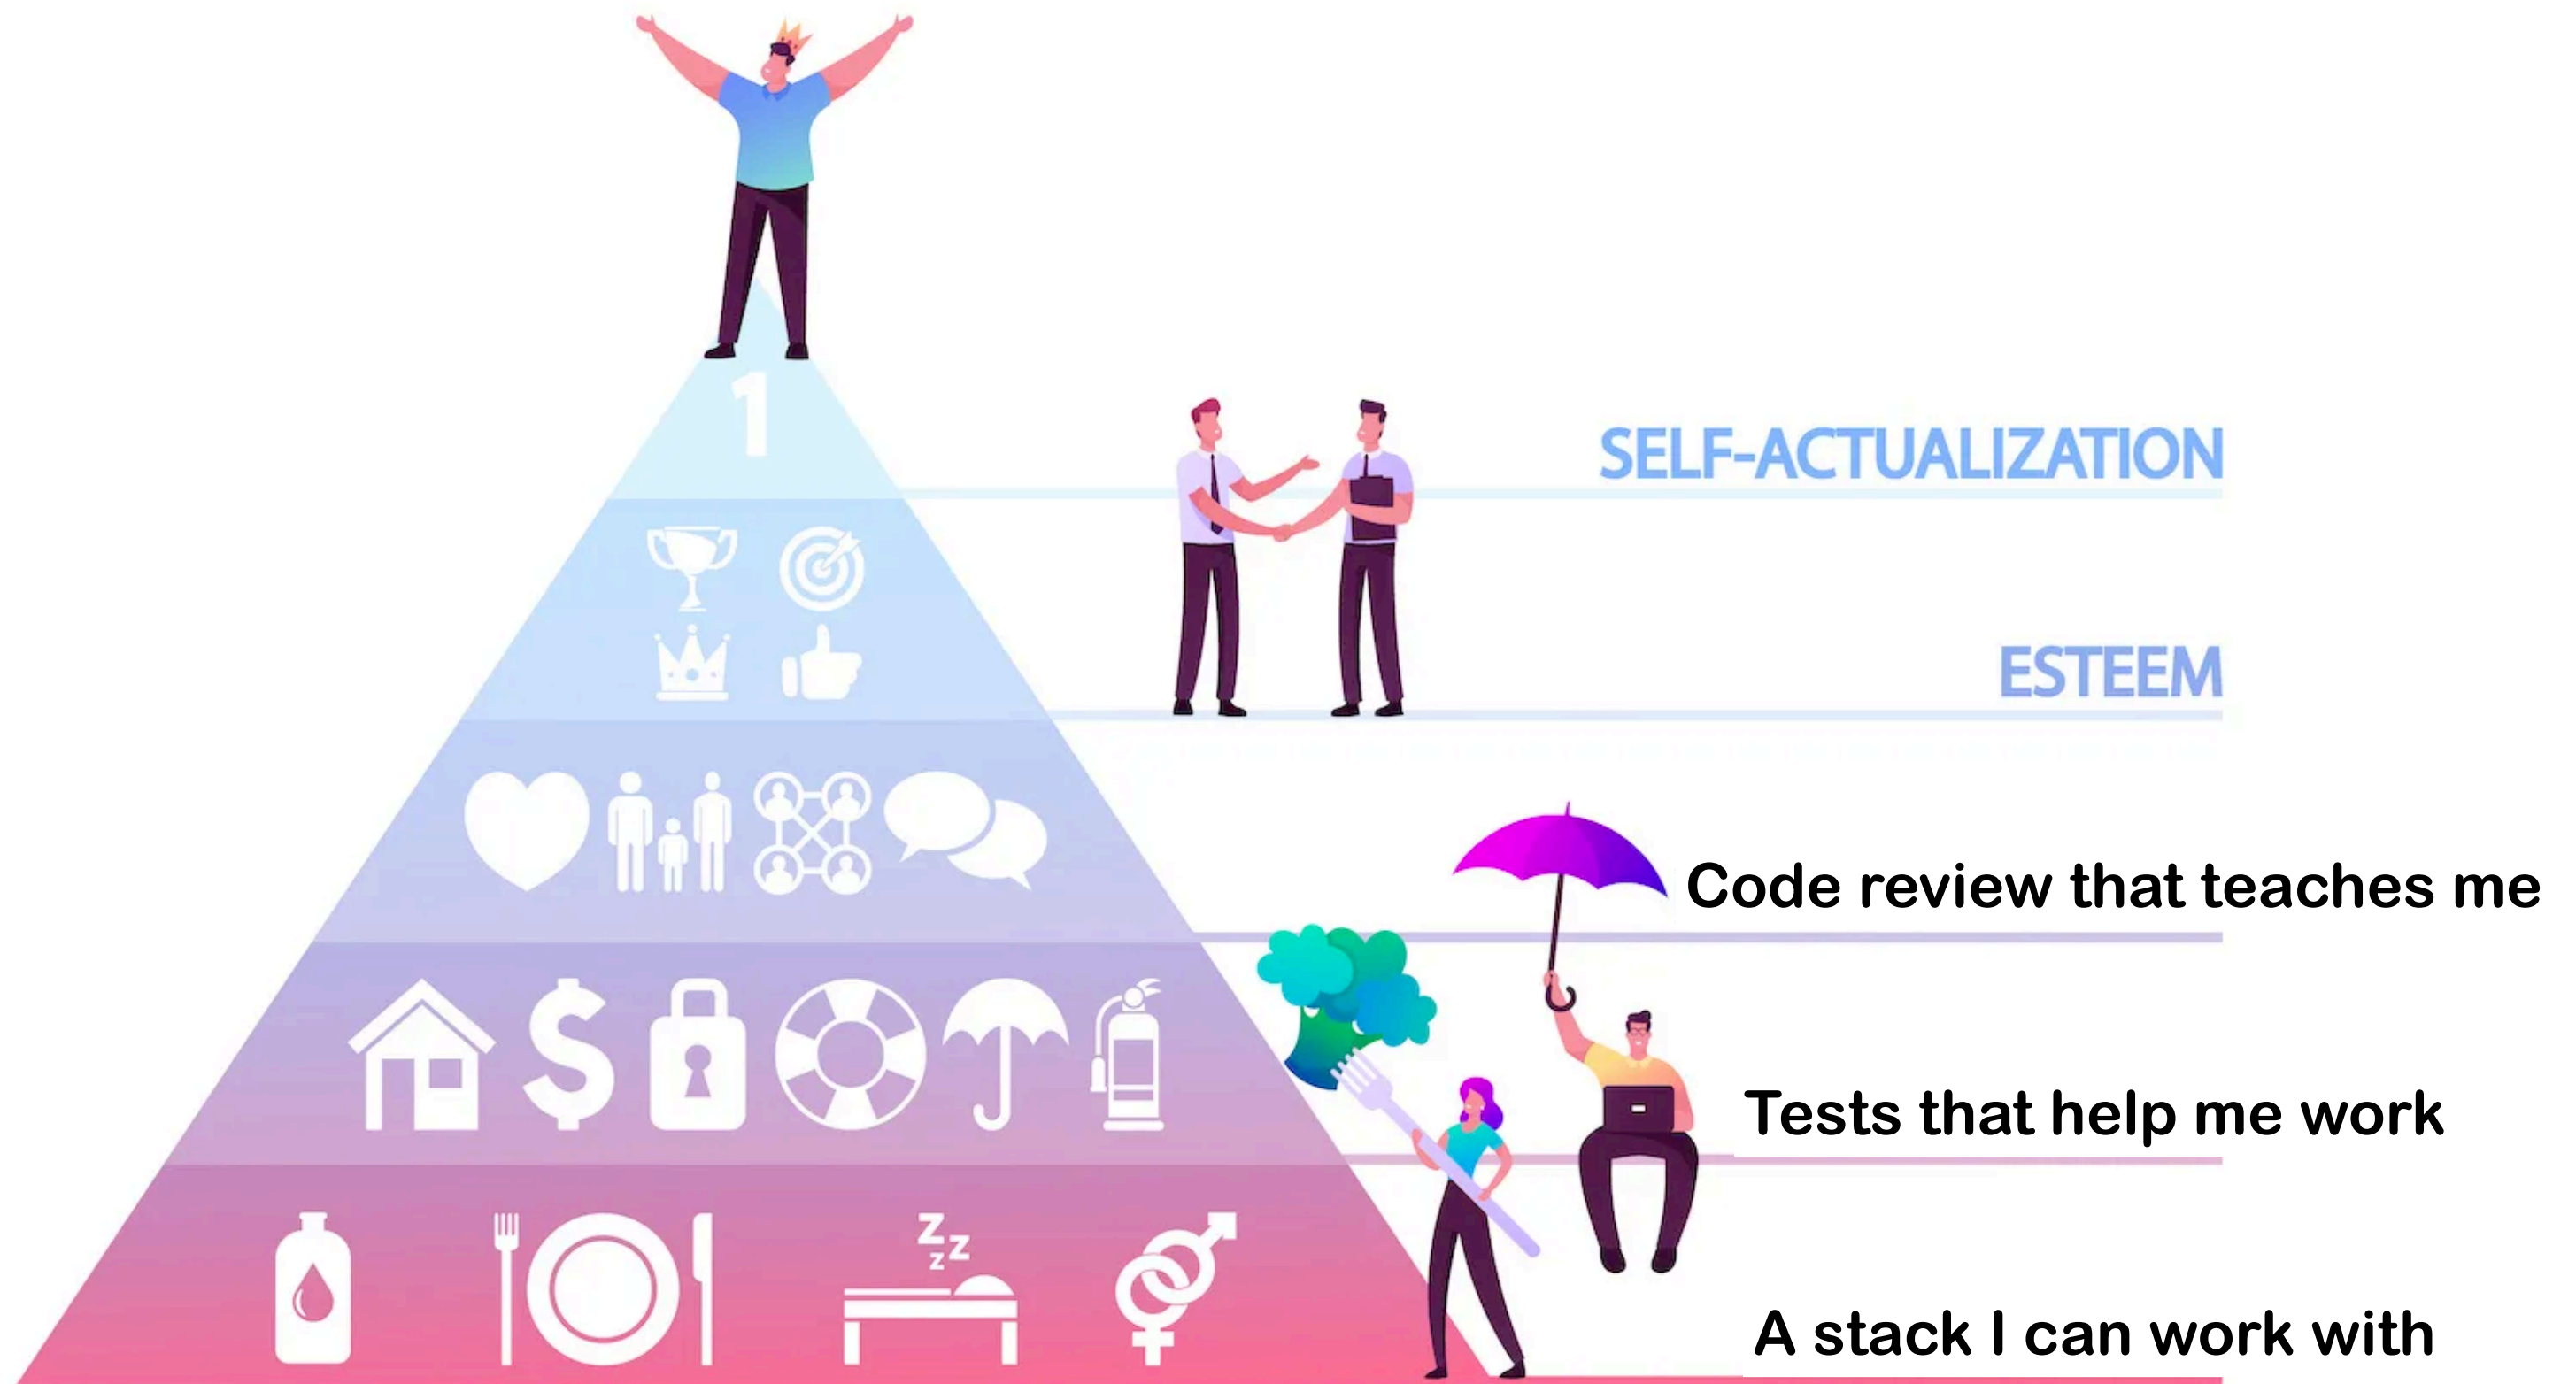 1
SELF-ACTUALIZATION
ESTEEM
Code review that teaches me
Tests that help me work
z z
z
A stack I can work with